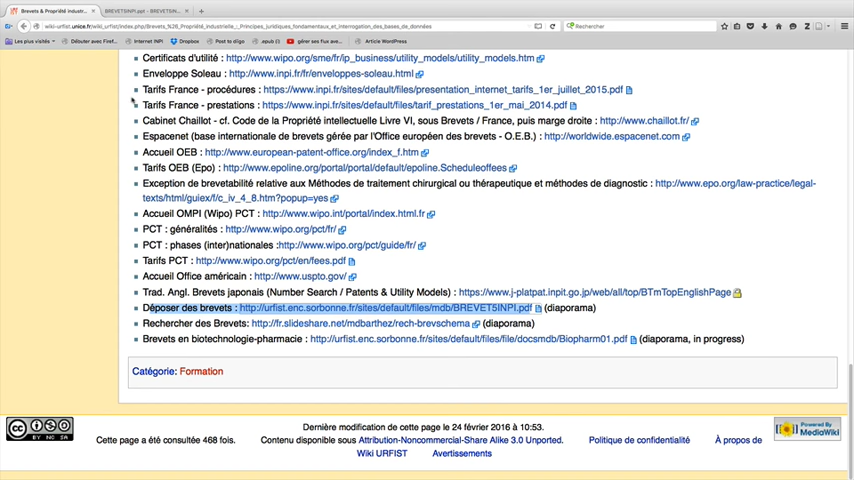 Brevets & Propriété industri...
BREVET5INPI.ppt - BREVET5IN...
wiki-urfist.unice.fr/urfist/index.php/Brevets_%26_Propriété_industrielle_:_Principes_juridiques_fondamentaux_et_interrogation_des_bases_de_données
Rechercher
Les plus visités
Débuter avec Firef...
Internet INPI
Dropbox
Post to diigo
.epub (i)
gérer ses flux avec...
Article WordPress
Certificats d'utilité : http://www.wipo.org/sme/fr/ip_business/utility_models/utility_models.htm
Enveloppe Soleau : http://www.inpi.fr/fr/enveloppes-soleau.html
Tarifs France - procédures : https://www.inpi.fr/sites/default/files/presentation_internet_tarifs_1er_juillet_2015.pdf
Tarifs France - prestations : https://www.inpi.fr/sites/default/files/tarif_prestations_1er_mai_2014.pdf
Cabinet Chaillot - cf. Code de la Propriété intellectuelle Livre VI, sous Brevets / France, puis marge droite : http://www.chaillot.fr/
Espacenet (base internationale de brevets gérée par l'Office européen des brevets - O.E.B.) : http://worldwide.espacenet.com
Accueil OEB : http://www.european-patent-office.org/index_f.htm
Tarifs OEB (Epo) : http://www.epoline.org/portal/portal/default/epoline.Scheduleoffees
Exception de brevetabilité relative aux Méthodes de traitement chirurgical ou thérapeutique et méthodes de diagnostic : http://www.epo.org/law-practice/legal-
texts/html/guiex/f/c_iv_4_8.htm?popup=yes
Accueil OMPI (Wipo) PCT : http://www.wipo.int/portal/index.html.fr
PCT : généralités : http://www.wipo.org/pct/fr/
PCT : phases (inter)nationales :http://www.wipo.org/pct/guide/fr/
Tarifs PCT : http://www.wipo.org/pct/en/fees.pdf
Accueil Office américain : http://www.uspto.gov/
Trad. Angl. Brevets japonais (Number Search / Patents & Utility Models) : https://www.j-platpat.inpit.go.jp/web/all/top/BTmTopEnglishPage
Déposer des brevets : http://urfist.enc.sorbonne.fr/sites/default/files/mdb/BREVET5INPI.pdf (diaporama)
Rechercher des Brevets: http://fr.slideshare.net/mdbarthez/rech-brevschema (diaporama)
Brevets en biotechnologie-pharmacie : http://urfist.enc.sorbonne.fr/sites/default/files/file/docsmdb/Biopharm01.pdf (diaporama, in progress)
Catégorie: Formation
Dernière modification de cette page le 24 février 2016 à 10:53.
Cette page a été consultée 468 fois.
Contenu disponible sous Attribution-Noncommercial-Share Alike 3.0 Unported.
Politique de confidentialité
À propos de
Wiki URFIST
Avertissements
CC BY NC SA
Powered By
MediaWiki